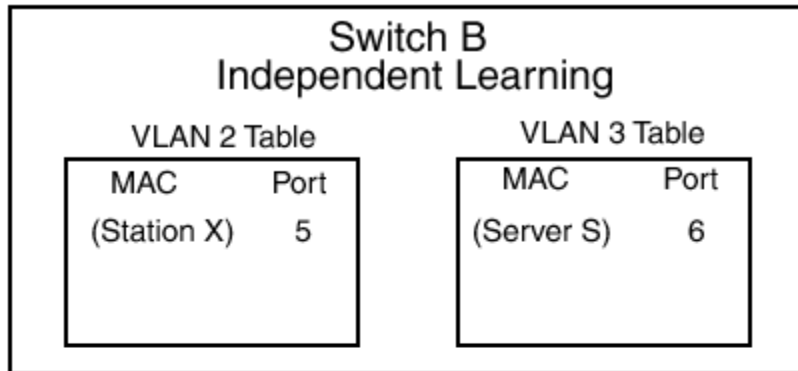 Switch B
Independent Learning
VLAN 2 Table
MAC Port
(Station X) 5
VLAN 3 Table
MAC Port
(Server S) 6